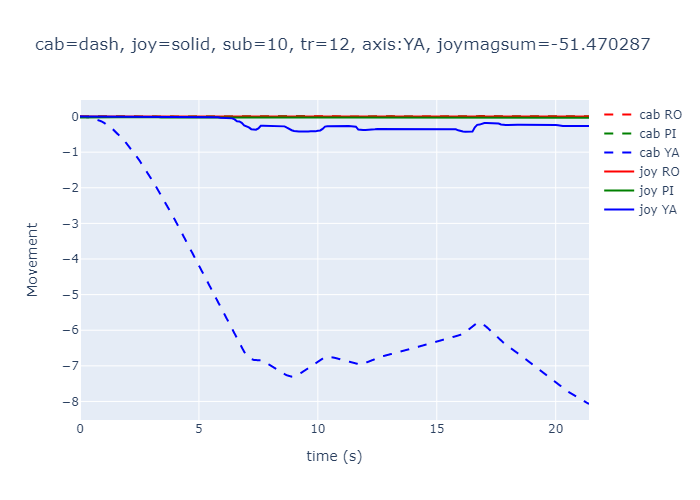 cab=dash, joy=solid, sub=10, tr=12, axis:YA, joymagsum=-51.470287
cab RO
cab PI
cab YA
joy RO
joy PI
joy YA
Movement
0
−1
−2
−3
−4
−5
−6
−7
−8
0 5 10 15 20
time (s)